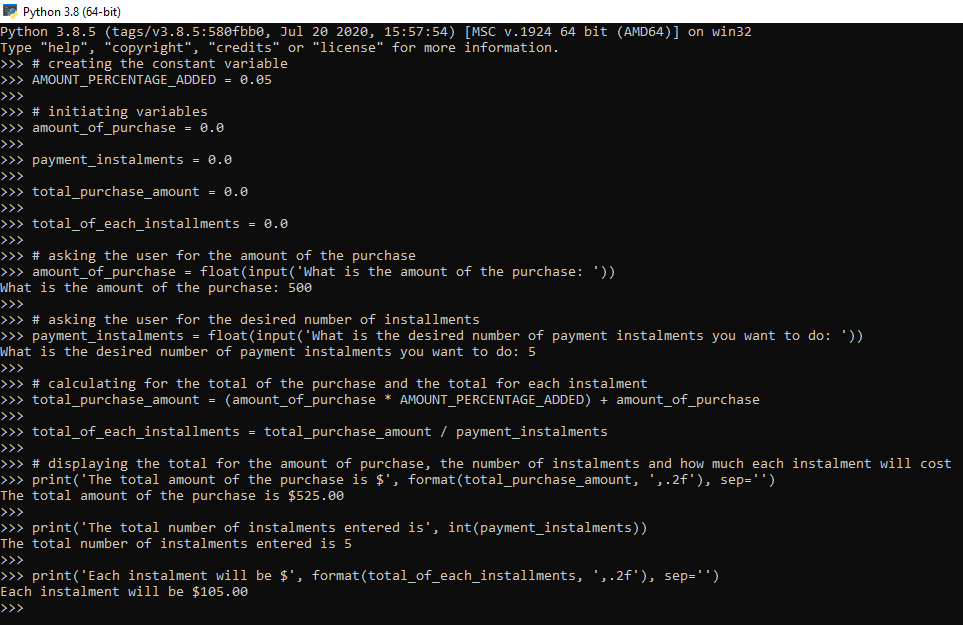 Python 3.8 (64-bit)
Python 3.8.5 (tags/v3.8.5:580fbb0, Jul 20 2020, 15:57:54) [MSC v.1924 64 bit (AMD64)] on win32
Type "help", "copyright", "credits" or "license" for more information.
>>> # creating the constant variable
>>> AMOUNT_PERCENTAGE_ADDED = 0.05
>>>
>>> # initiating variables
>>> amount_of_purchase = 0.0
>>>
>>> payment_instalments = 0.0
>>>
>>> total_purchase_amount = 0.0
>>>
>>> total_of_each_installments = 0.0
>>>
>>> # asking the user for the amount of the purchase
>>> amount_of_purchase = float(input('What is the amount of the purchase: '))
What is the amount of the purchase: 500
>>>
>>> # asking the user for the desired number of installments
>>> payment_instalments = float(input('What is the desired number of payment instalments you want to do: '))
What is the desired number of payment instalments you want to do: 5
>>>
>>> # calculating for the total of the purchase and the total for each instalment
>>> total_purchase_amount = (amount_of_purchase * AMOUNT_PERCENTAGE_ADDED) + amount_of_purchase
>>>
>>> total_of_each_installments = total_purchase_amount / payment_instalments
>>>
>>> # displaying the total for the amount of purchase, the number of instalments and how much each instalment will cost
>>> print('The total amount of the purchase is $', format(total_purchase_amount, ',.2f'), sep='')
The total amount of the purchase is $525.00
>>>
>>> print('The total number of instalments entered is', int(payment_instalments))
The total number of instalments entered is 5
>>>
>>> print('Each instalment will be $', format(total_of_each_installments, ',.2f'), sep='')
Each instalment will be $105.00
>>>